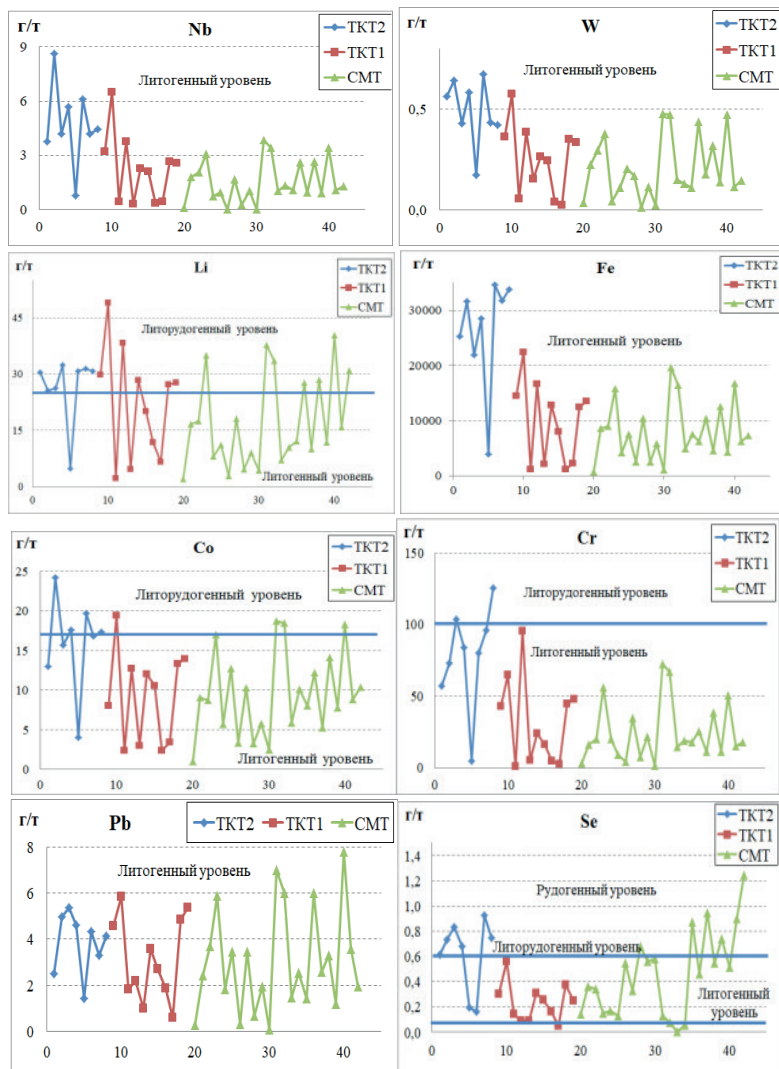 г/т
Nb
ТКТ2
ТКТ1
СМТ
9
6
3
0
Литогенный уровень
0 10 20 30 40
г/т
W
ТКТ2
ТКТ1
СМТ
0,5
0,0
Литогенный уровень
0 10 20 30 40
г/т
Li
ТКТ2
ТКТ1
СМТ
45
30
15
0
Литорудогенный уровень
Литогенный уровень
0 10 20 30 40
г/т
Fe
ТКТ2
ТКТ1
СМТ
30000
20000
10000
0
Литогенный уровень
0 10 20 30 40
г/т
Co
ТКТ2
ТКТ1
СМТ
25
20
15
10
5
0
Литорудогенный уровень
Литогенный уровень
0 10 20 30 40
г/т
Cr
ТКТ2
ТКТ1
СМТ
150
100
50
0
Литорудогенный уровень
Литогенный уровень
0 10 20 30 40
г/т
Pb
ТКТ2 ТКТ1 СМТ
8
6
4
2
0
Литогенный уровень
0 10 20 30 40
г/т
Se
ТКТ2
ТКТ1
СМТ
1,4
1,2
1,0
0,8
0,6
0,4
0,2
0,0
Рудогенный уровень
Литорудогенный уровень
Литогенный
уровень
0 10 20 30 40